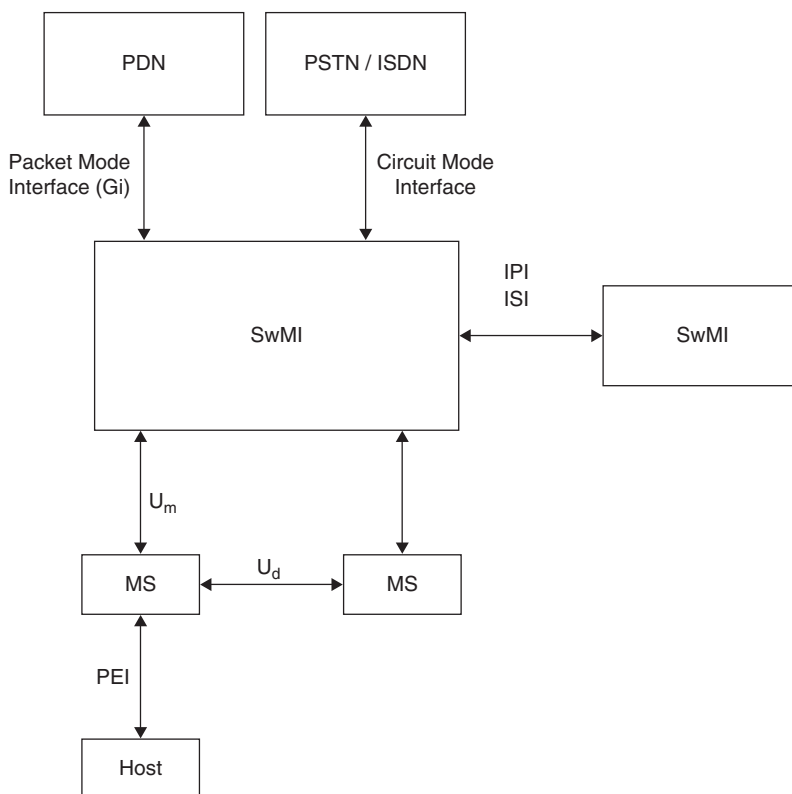 PDN
PSTN / ISDN
Packet Mode
Interface (Gi)
Circuit Mode
Interface
IPI
ISI
SwMI
SwMI
Um
MS
Ud
MS
PEI
Host